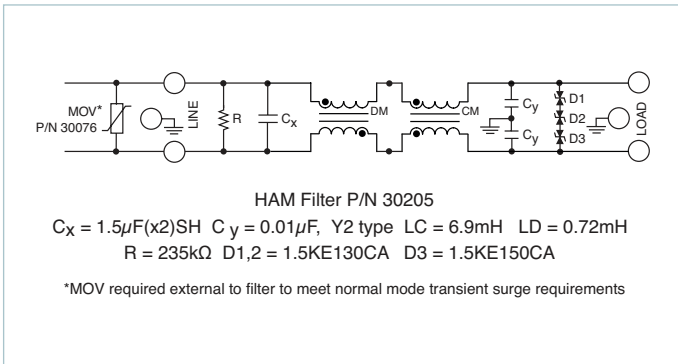 MOV*
P/N 30076
LINE
R
Cx
DM
CM
Cy
Cy
D1
D2
D3
LOAD
HAM Filter P/N 30205
Cx = 1.5µF(x2)SH C y = 0.01µF, Y2 type LC = 6.9mH LD = 0.72mH
R = 235kΩ D1,2 = 1.5KE130CA D3 = 1.5KE150CA
*MOV required external to filter to meet normal mode transient surge requirements